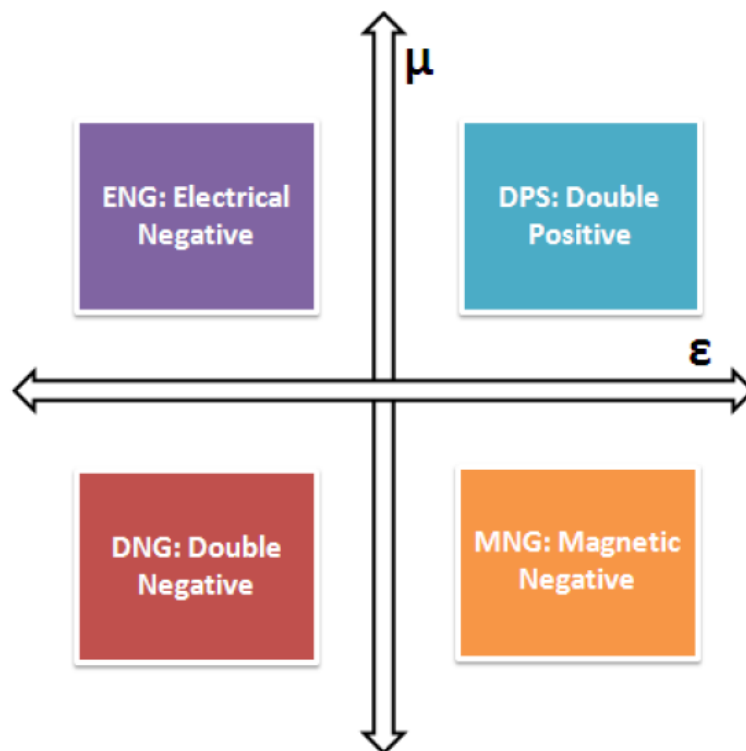 μ
ENG: Electrical
Negative
DPS: Double
Positive
ε
DNG: Double
Negative
MNG: Magnetic
Negative